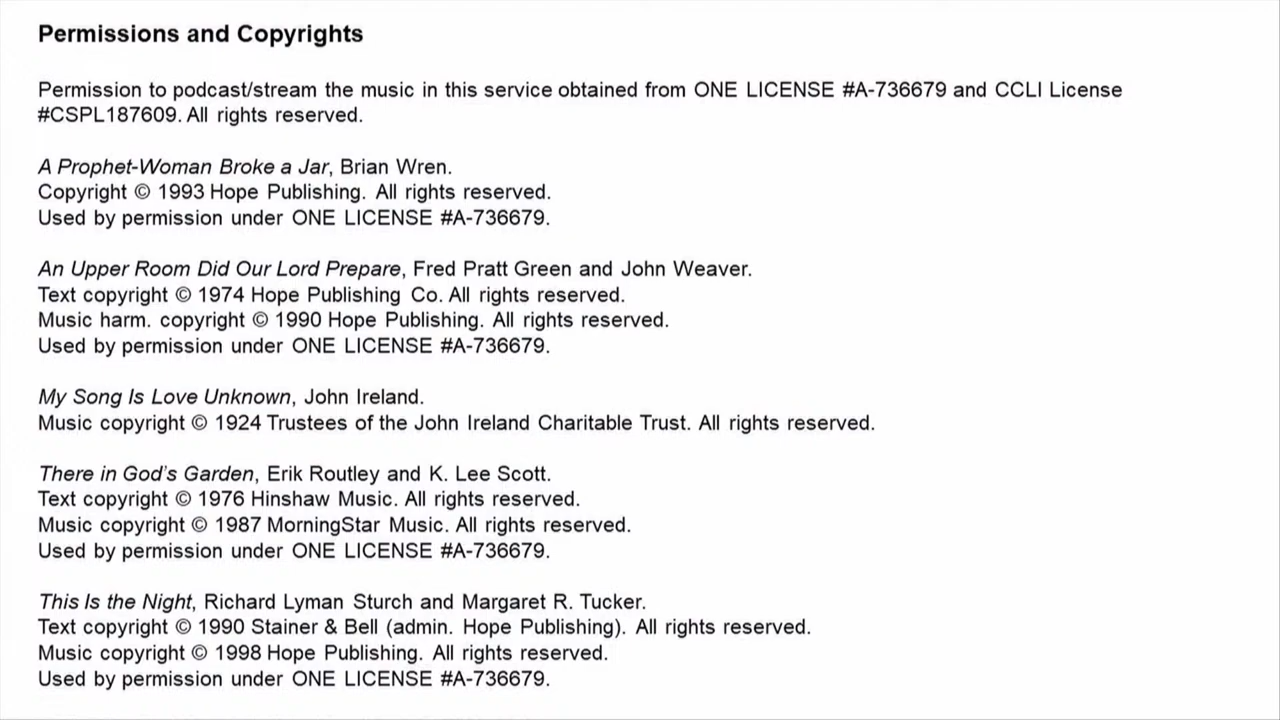 Permissions and Copyrights
Permission to podcast/stream the music in this service obtained from ONE LICENSE #A-736679 and CCLI License
#CSPL187609. All rights reserved.
A Prophet-Woman Broke a Jar, Brian Wren.
Copyright © 1993 Hope Publishing. All rights reserved.
Used by permission under ONE LICENSE #A-736679.
An Upper Room Did Our Lord Prepare, Fred Pratt Green and John Weaver.
Text copyright © 1974 Hope Publishing Co. All rights reserved.
Music harm. copyright © 1990 Hope Publishing. All rights reserved.
Used by permission under ONE LICENSE #A-736679.
My Song Is Love Unknown, John Ireland.
Music copyright © 1924 Trustees of the John Ireland Charitable Trust. All rights reserved.
There in God's Garden, Erik Routley and K. Lee Scott.
Text copyright © 1976 Hinshaw Music. All rights reserved.
Music copyright © 1987 MorningStar Music. All rights reserved.
Used by permission under ONE LICENSE #A-736679.
This Is the Night, Richard Lyman Sturch and Margaret R. Tucker.
Text copyright © 1990 Stainer & Bell (admin. Hope Publishing). All rights reserved.
Music copyright © 1998 Hope Publishing. All rights reserved.
Used by permission under ONE LICENSE #A-736679.